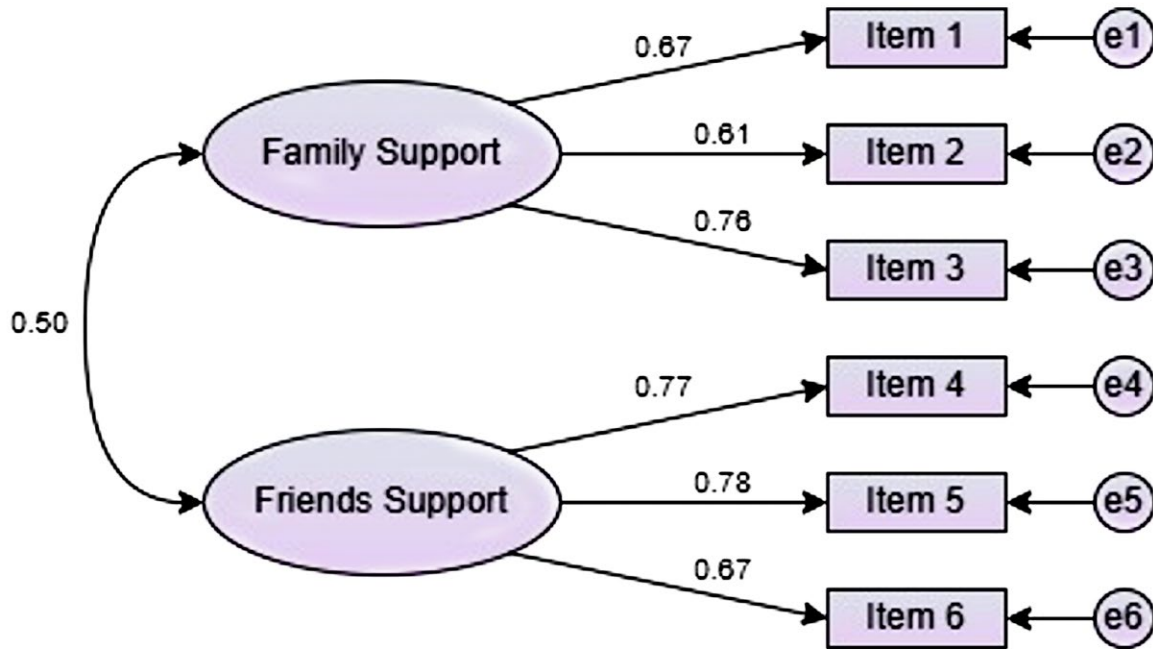 0.67
Item 1
e1
Family Support
0.61
Item 2
e2
0.76
Item 3
e3
0.50
0.77
Item 4
e4
Friends Support
0.78
Item 5
e5
0.67
Item 6
e6